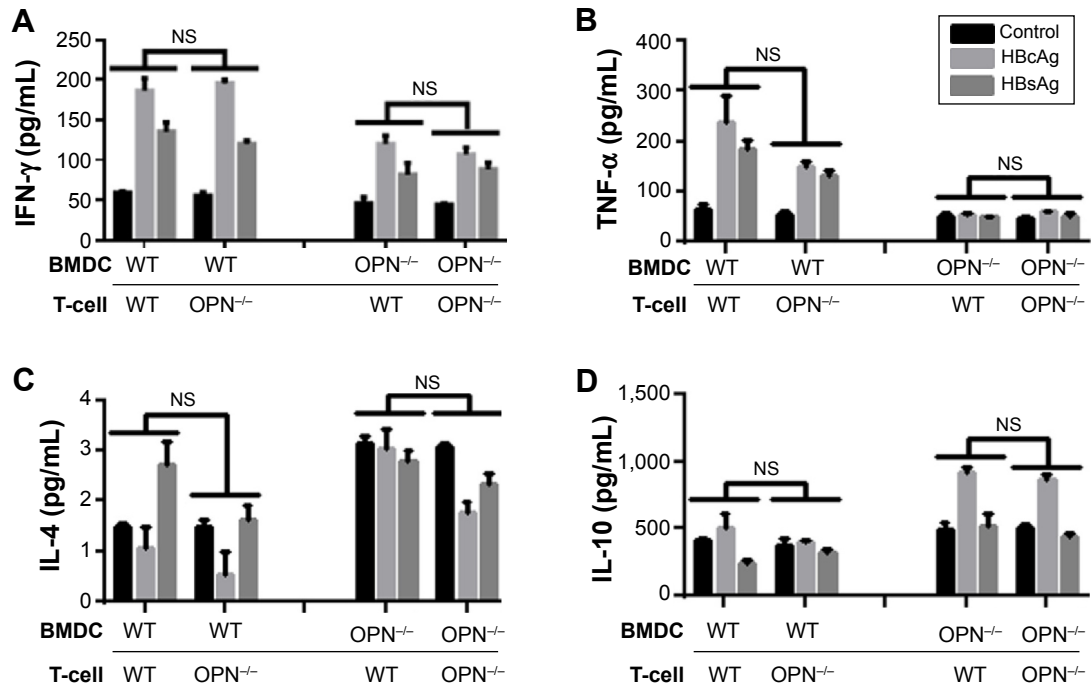 A
IFN-γ (pg/mL)
250
200
150
100
50
0
NS
NS
BMDC WT WT OPN–/– OPN–/–
T-cell WT OPN–/– WT OPN–/–
B
TNF-α (pg/mL)
400
300
200
100
0
NS
NS
Control
HBcAg
HBsAg
BMDC WT WT OPN–/– OPN–/–
T-cell WT OPN–/– WT OPN–/–
C
IL-4 (pg/mL)
4
3
2
1
0
NS
NS
BMDC WT WT OPN–/– OPN–/–
T-cell WT OPN–/– WT OPN–/–
D
IL-10 (pg/mL)
1,500
1,000
500
0
NS
NS
BMDC WT WT OPN–/– OPN–/–
T-cell WT OPN–/– WT OPN–/–